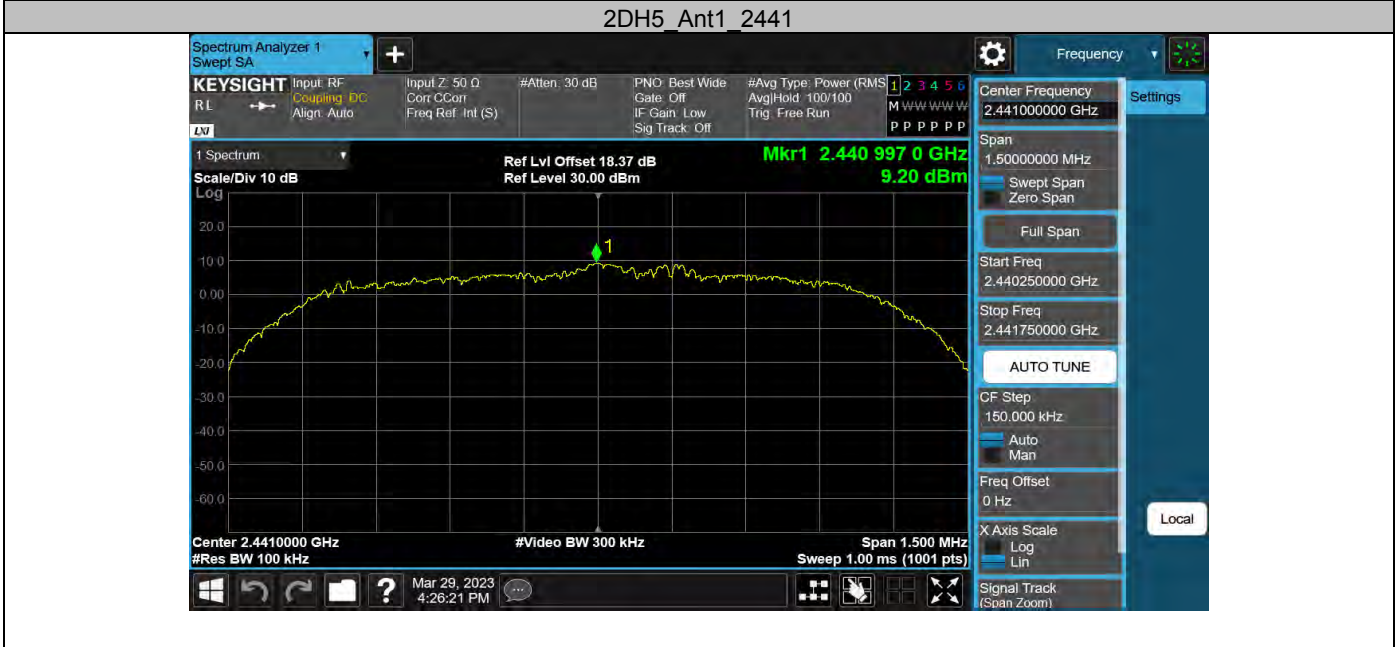 2DH5_Ant1_2441
Spectrum Analyzer 1
Swept SA
+
Frequency
KEYSIGHT
RL
LXI
Input: RF
Coupling: DC
Align: Auto
Input Z: 50 Ω
Corr CCorr
Freq Ref: Int (S)
#Atten: 30 dB
PNO: Best Wide
Gate: Off
IF Gain: Low
Sig Track: Off
#Avg Type: Power (RMS
Avg|Hold: 100/100
Trig: Free Run
1 2 3 4 5 6
M W W W W W
P P P P P P
1 Spectrum
Scale/Div 10 dB
Log
Ref Lvl Offset 18.37 dB
Ref Level 30.00 dBm
Mkr1 2.440 997 0 GHz
9.20 dBm
1
20.0
10.0
0.00
-10.0
-20.0
-30.0
-40.0
-50.0
-60.0
Center 2.4410000 GHz
#Res BW 100 kHz
#Video BW 300 kHz
Span 1.500 MHz
Sweep 1.00 ms (1001 pts)
?
Mar 29, 2023
4:26:21 PM
Center Frequency
2.441000000 GHz
Span
1.50000000 MHz
Swept Span
Zero Span
Full Span
Start Freq
2.440250000 GHz
Stop Freq
2.441750000 GHz
AUTO TUNE
CF Step
150.000 kHz
Auto
Man
Freq Offset
0 Hz
X Axis Scale
Log
Lin
Signal Track
(Span Zoom)
Settings
Local